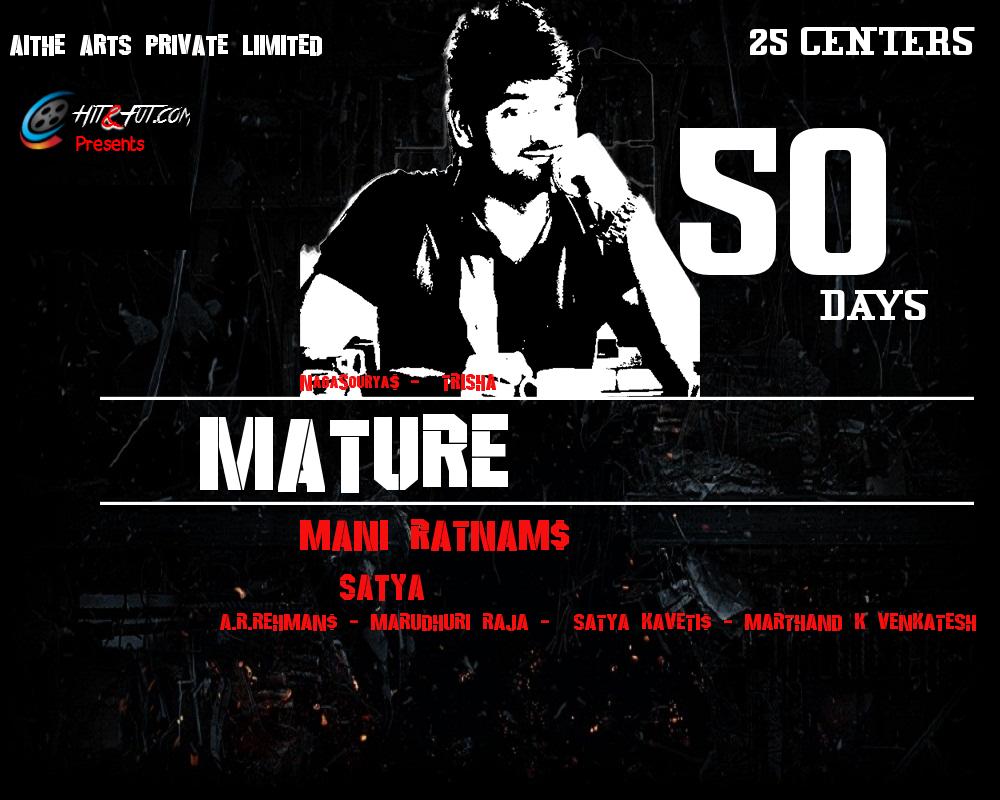 AITHE ARTS PRIVATE LIIMITED
25 CENTERS
HIT&FUT.COM
Presents
50
DAYS
NAGASOURYA$ - TRISHA
MATURE
MANI RATNAM$
SATYA
A.R.REHMAN$ - MARUDHURI RAJA - SATYA KAVETI$ - MARTHAND K VENKATESH